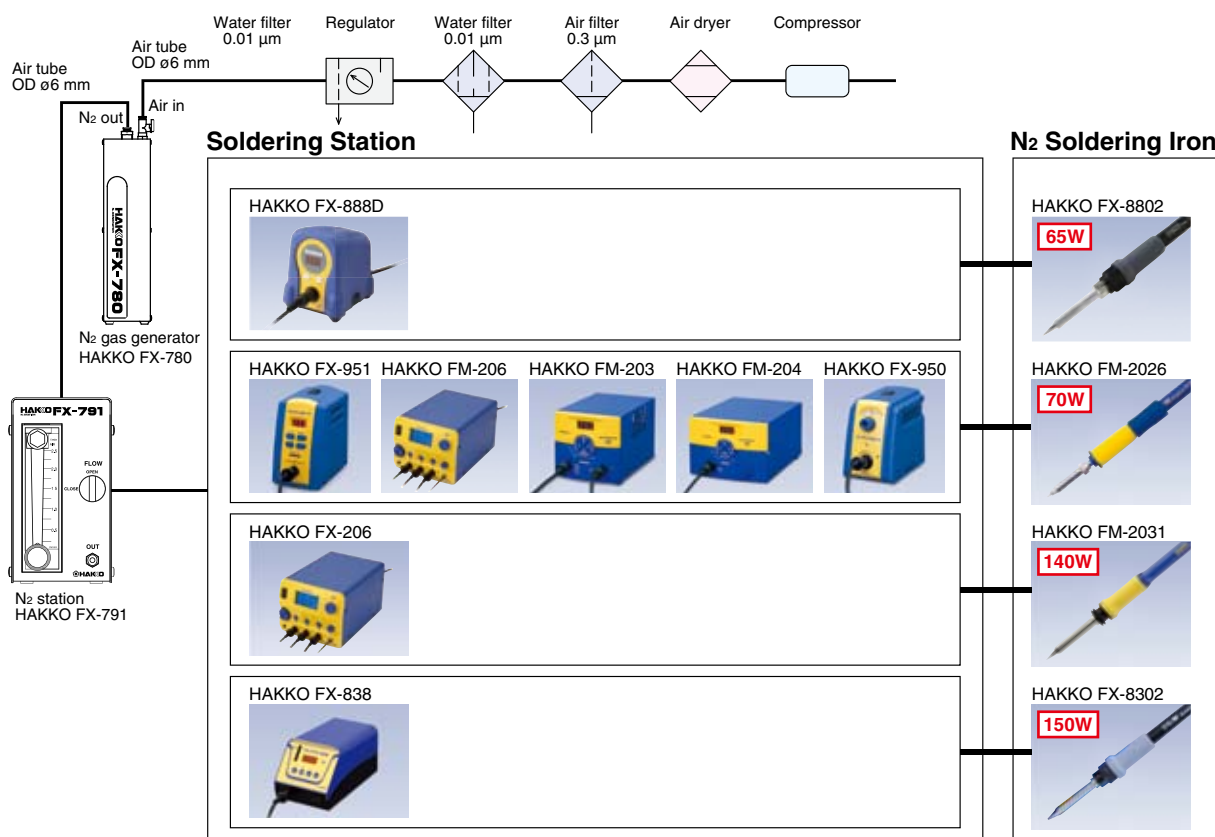 Water filter
0.01 µm
Regulator
Water filter
0.01 µm
Air filter
0.3 µm
Air dryer
Compressor
Air tube
OD ø6 mm
Air tube
OD ø6 mm
Air in
N2 out
HAKKO FX-780
N2 gas generator
HAKKO FX-780
HAKKO FX-791
FLOW
OPEN
CLOSE
OUT
HAKKO
N2 station
HAKKO FX-791
Soldering Station
N2 Soldering Iron
HAKKO FX-888D
HAKKO FX-8802
65W
HAKKO FX-951
HAKKO FM-206
HAKKO FM-203
HAKKO FM-204
HAKKO FX-950
HAKKO FM-2026
70W
HAKKO FX-206
HAKKO FM-2031
140W
HAKKO FX-838
HAKKO FX-8302
150W